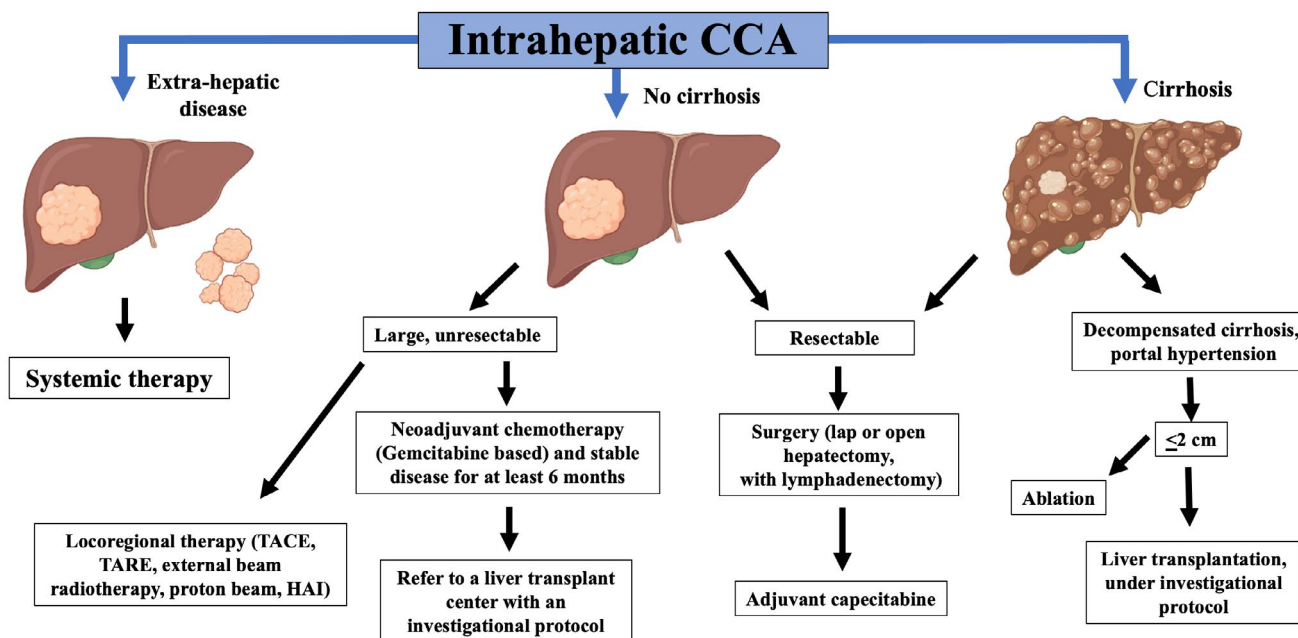 Intrahepatic CCA
Extra-hepatic
disease
No cirrhosis
Cirrhosis
Large, unresectable
Resectable
Decompensated cirrhosis,
portal hypertension
Systemic therapy
Neoadjuvant chemotherapy
(Gemcitabine based) and stable
disease for at least 6 months
Surgery (lap or open
hepatectomy,
with lymphadenectomy)
≤2 cm
Ablation
Locoregional therapy (TACE,
TARE, external beam
radiotherapy, proton beam, HAI)
Refer to a liver transplant
center with an
investigational protocol
Adjuvant capecitabine
Liver transplantation,
under investigational
protocol